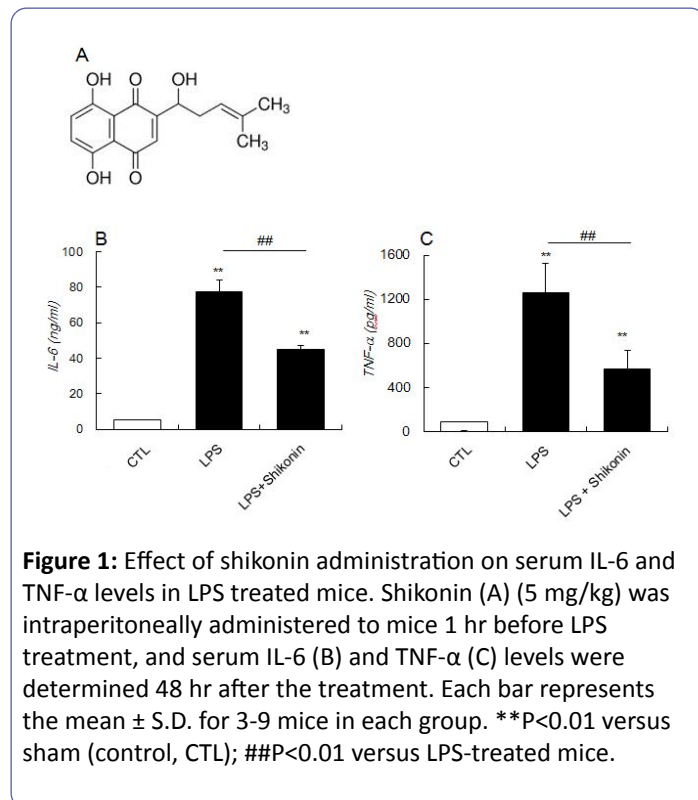 A
OH O OH
CH3
CH3
OH O
B
##
100
**
80
60
**
40
20
0
IL-6 (ng/ml)
CTL
LPS
LPS+Shikonin
C
##
1600
**
1200
800
**
400
0
TNF-α (pg/ml)
CTL
LPS
LPS + Shikonin
Figure 1: Effect of shikonin administration on serum IL-6 and
TNF-α levels in LPS treated mice. Shikonin (A) (5 mg/kg) was
intraperitoneally administered to mice 1 hr before LPS
treatment, and serum IL-6 (B) and TNF-α (C) levels were
determined 48 hr after the treatment. Each bar represents
the mean ± S.D. for 3-9 mice in each group. **P<0.01 versus
sham (control, CTL); ##P<0.01 versus LPS-treated mice.